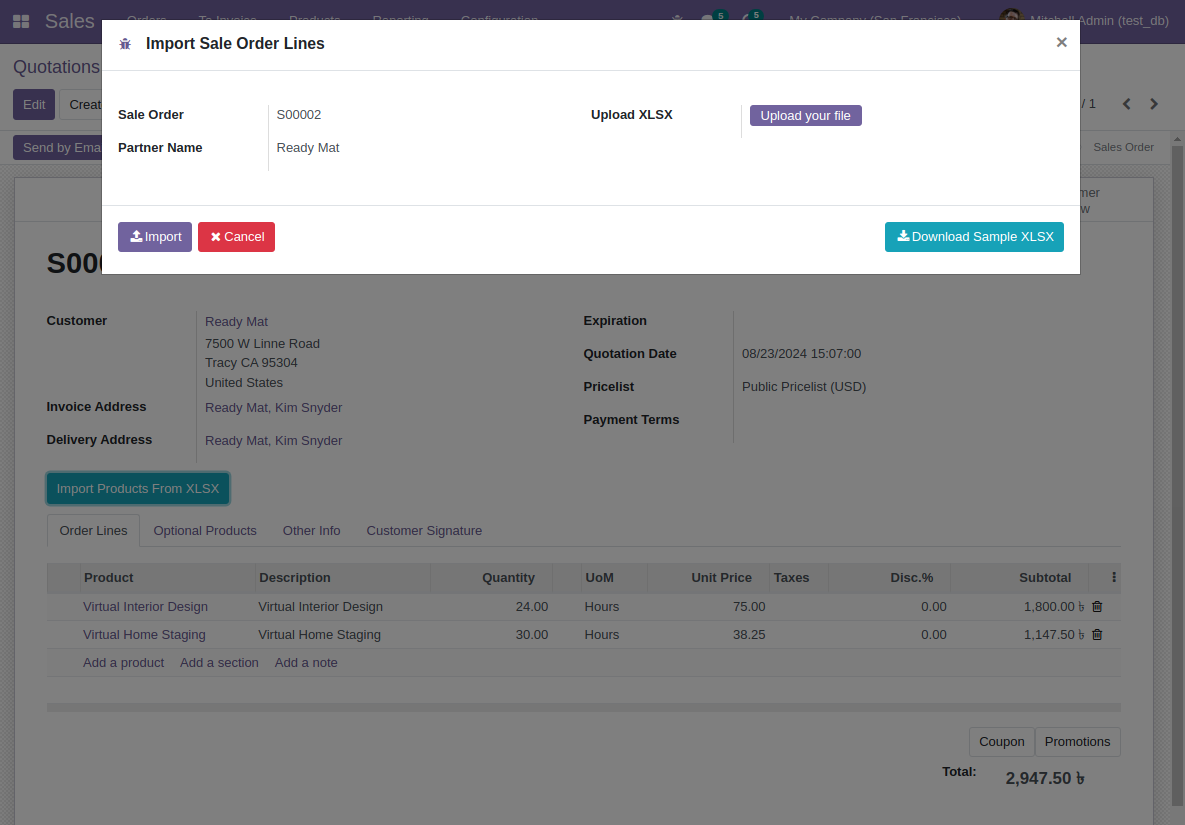 Sales Orders To Invoice Products Reporting Configuration 5 5 My Company (San Francisco) Mitchell Admin (test_db)
Import Sale Order Lines ×
Quotations
Edit Creat / 1
Sale Order S00002 Upload XLSX Upload your file
Partner Name Ready Mat
Send by Ema Sales Order
mer
w
Import Cancel Download Sample XLSX
S000
Customer Ready Mat Expiration
7500 W Linne Road
Tracy CA 95304
United States
Quotation Date 08/23/2024 15:07:00
Pricelist Public Pricelist (USD)
Invoice Address Ready Mat, Kim Snyder
Payment Terms
Delivery Address Ready Mat, Kim Snyder
Import Products From XLSX
Order Lines Optional Products Other Info Customer Signature
Product Description Quantity UoM Unit Price Taxes Disc.% Subtotal
Virtual Interior Design Virtual Interior Design 24.00 Hours 75.00 0.00 1,800.00 ৳
Virtual Home Staging Virtual Home Staging 30.00 Hours 38.25 0.00 1,147.50 ৳
Add a product Add a section Add a note
Coupon Promotions
Total: 2,947.50 ৳